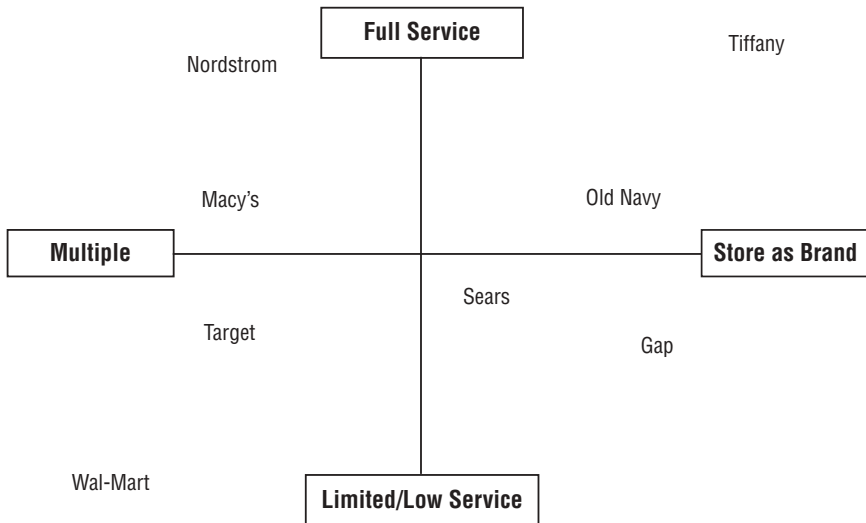 Full Service
Tiffany
Nordstrom
Macy’s
Old Navy
Multiple
Store as Brand
Sears
Target
Gap
Wal-Mart
Limited/Low Service